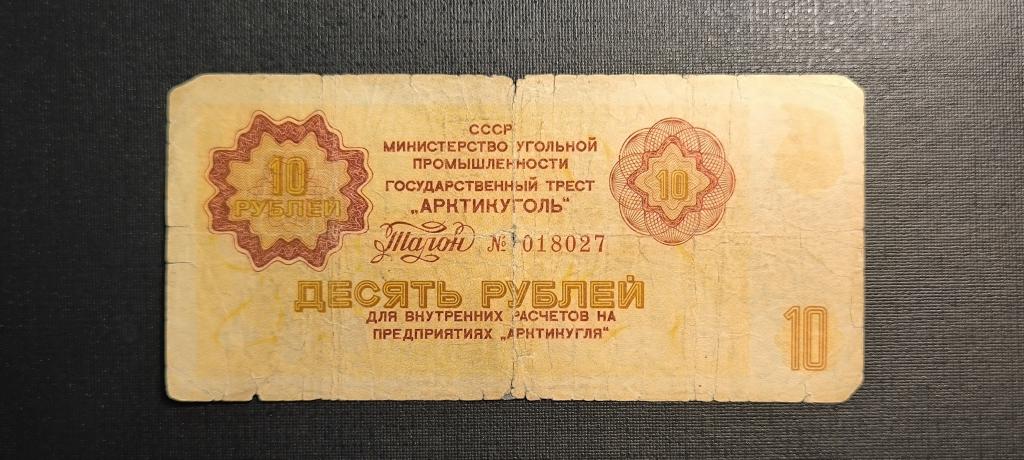 10
РУБЛЕЙ
СССР
МИНИСТЕРСТВО УГОЛЬНОЙ
ПРОМЫШЛЕННОСТИ
ГОСУДАРСТВЕННЫЙ ТРЕСТ
„АРКТИКУГОЛЬ“
Талон № 018027
10
ДЕСЯТЬ РУБЛЕЙ
ДЛЯ ВНУТРЕННИХ РАСЧЕТОВ НА
ПРЕДПРИЯТИЯХ „АРКТИКУГЛЯ“
10